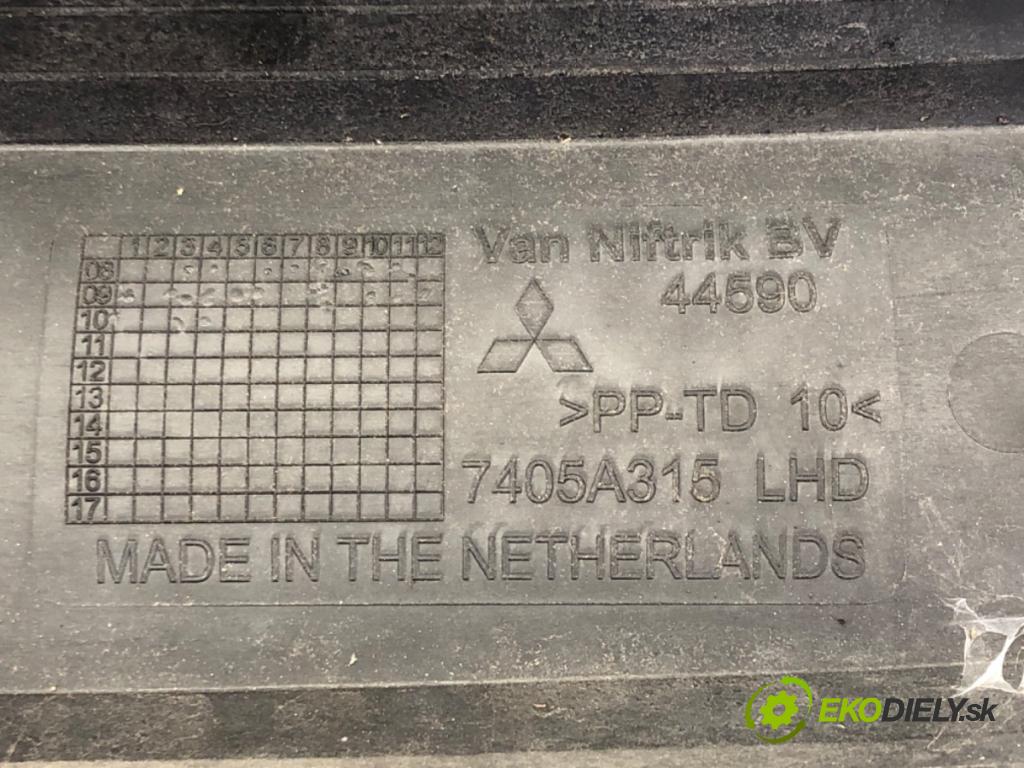 1 2 3 4 5 6 7 8 9 10 11 12
08
09
10
11
12
13
14
15
16
17
Van Niftrik BV
44590
>PP-TD 10<
7405A315 LHD
MADE IN THE NETHERLANDS
EKODIELY.sk